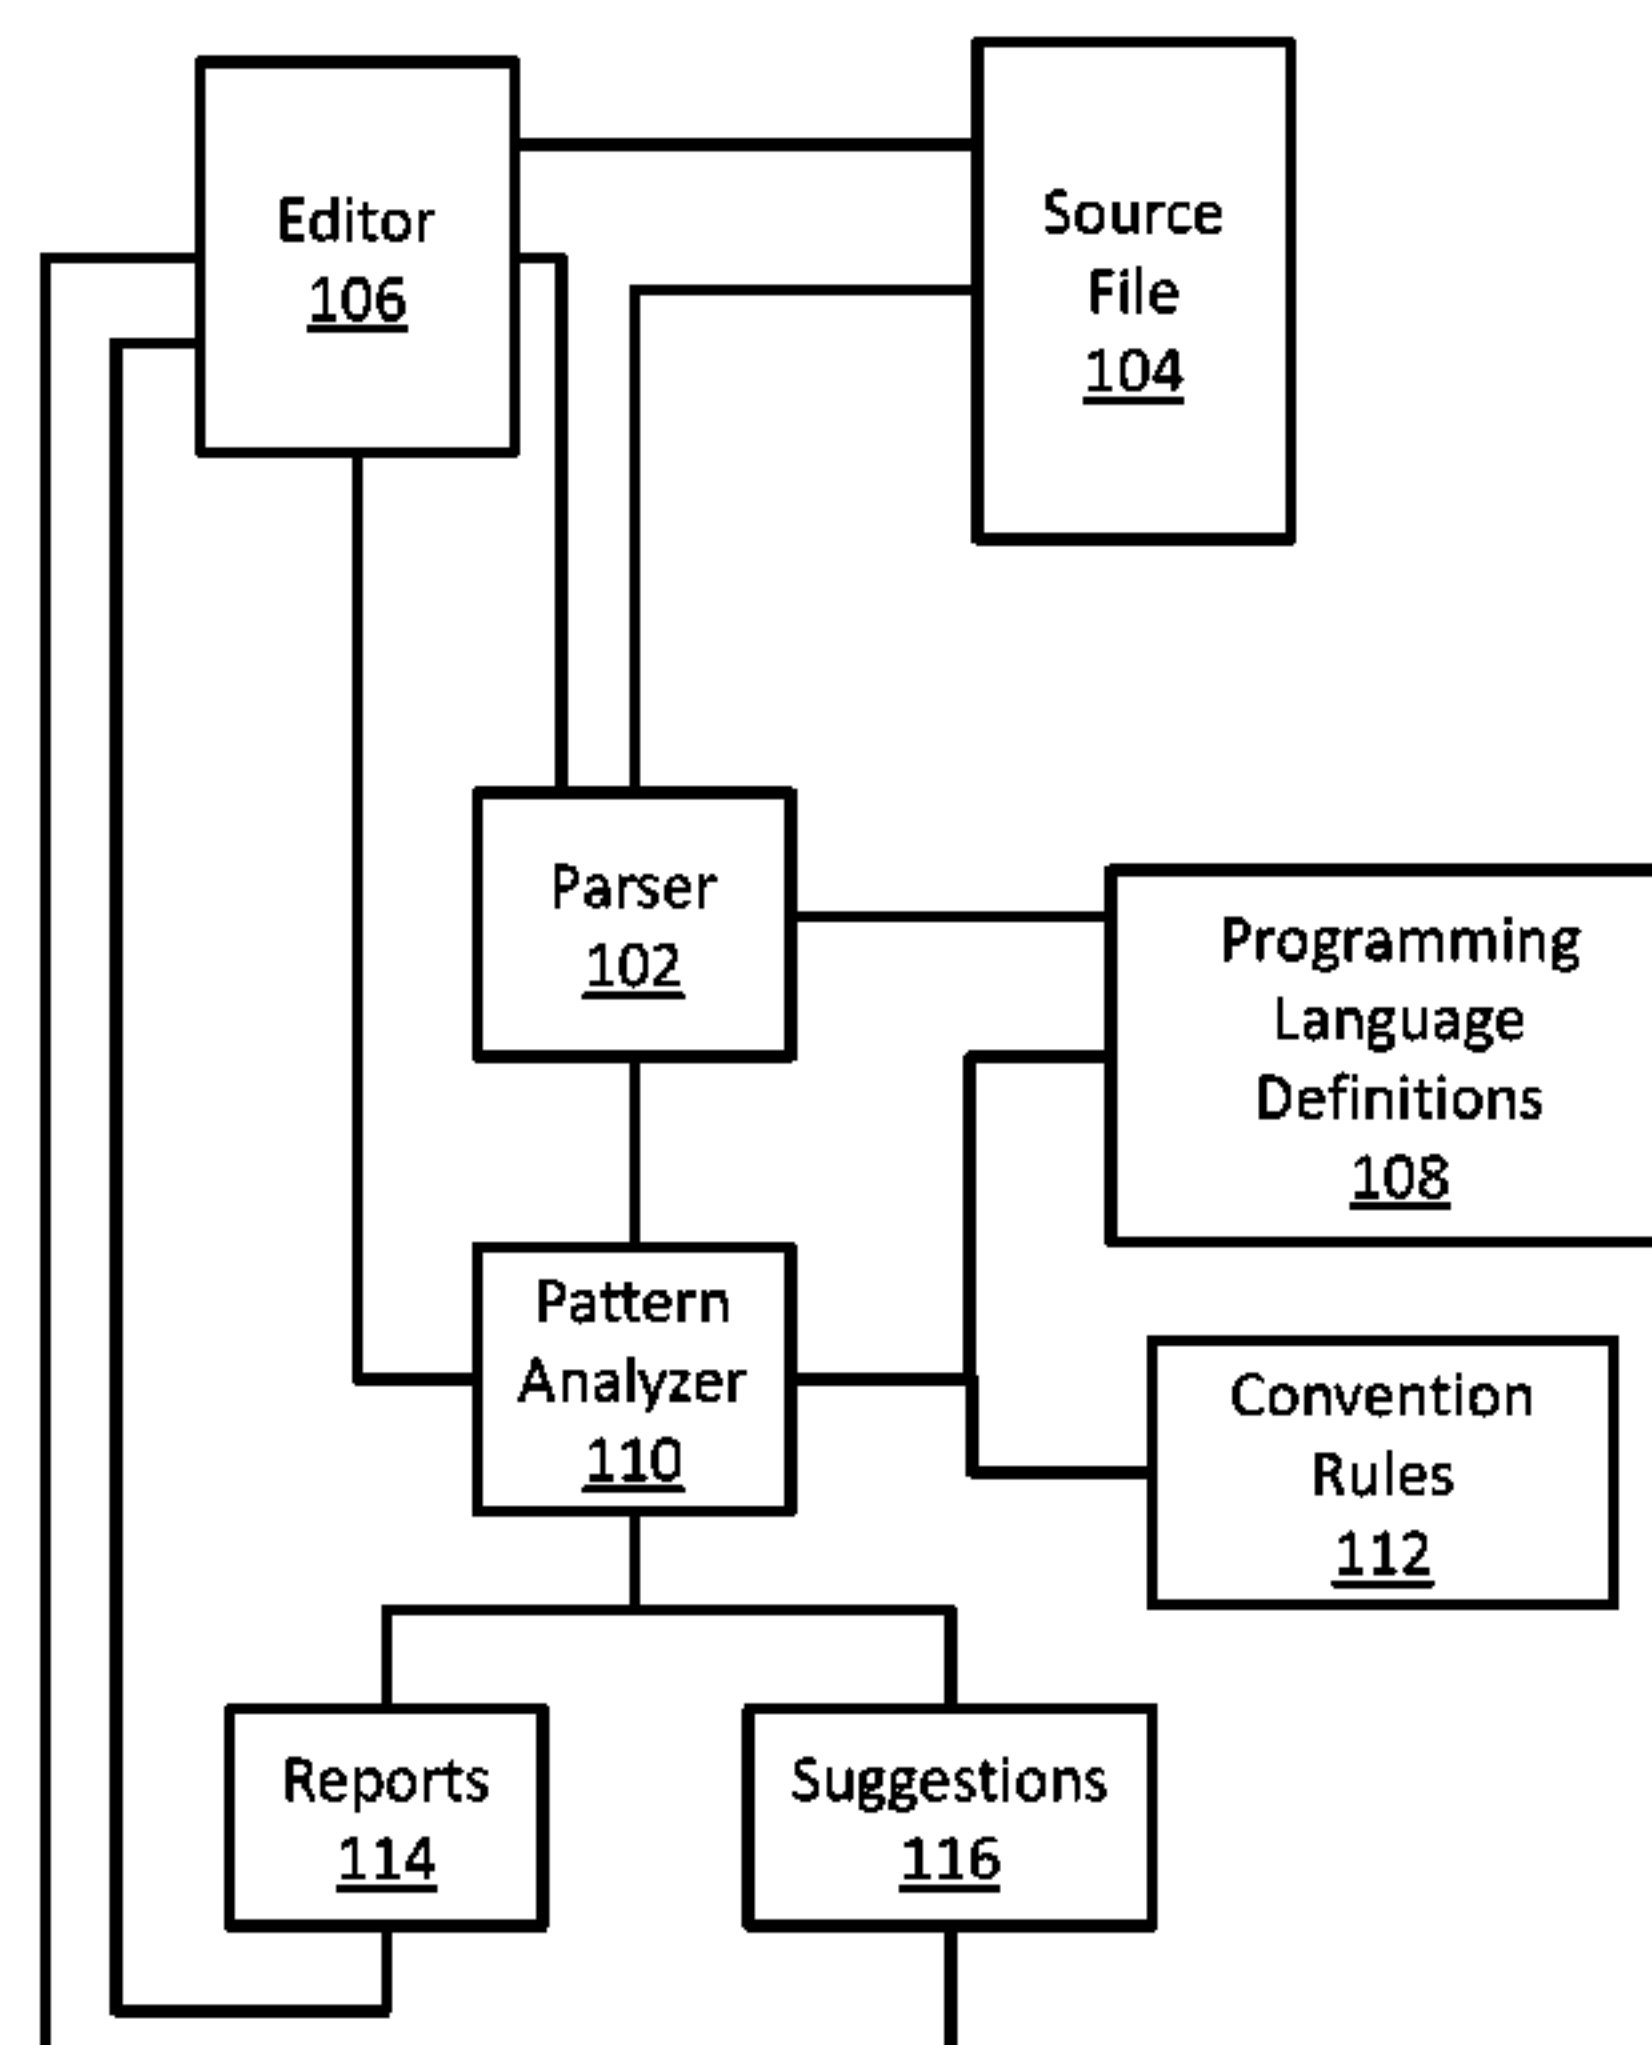 Editor
106
Source
File
104
Parser
102
Programming
Language
Definitions
108
Pattern
Analyzer
110
Convention
Rules
112
Reports
114
Suggestions
116